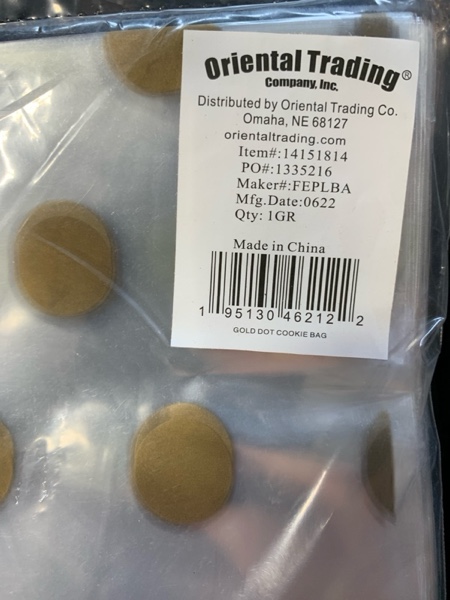 Oriental Trading®
Company, Inc.
Distributed by Oriental Trading Co.
Omaha, NE 68127
orientaltrading.com
Item#:14151814
PO#:1335216
Maker#:FEPLBA
Mfg.Date:0622
Qty: 1GR
Made in China
1 95130 46212 2
GOLD DOT COOKIE BAG